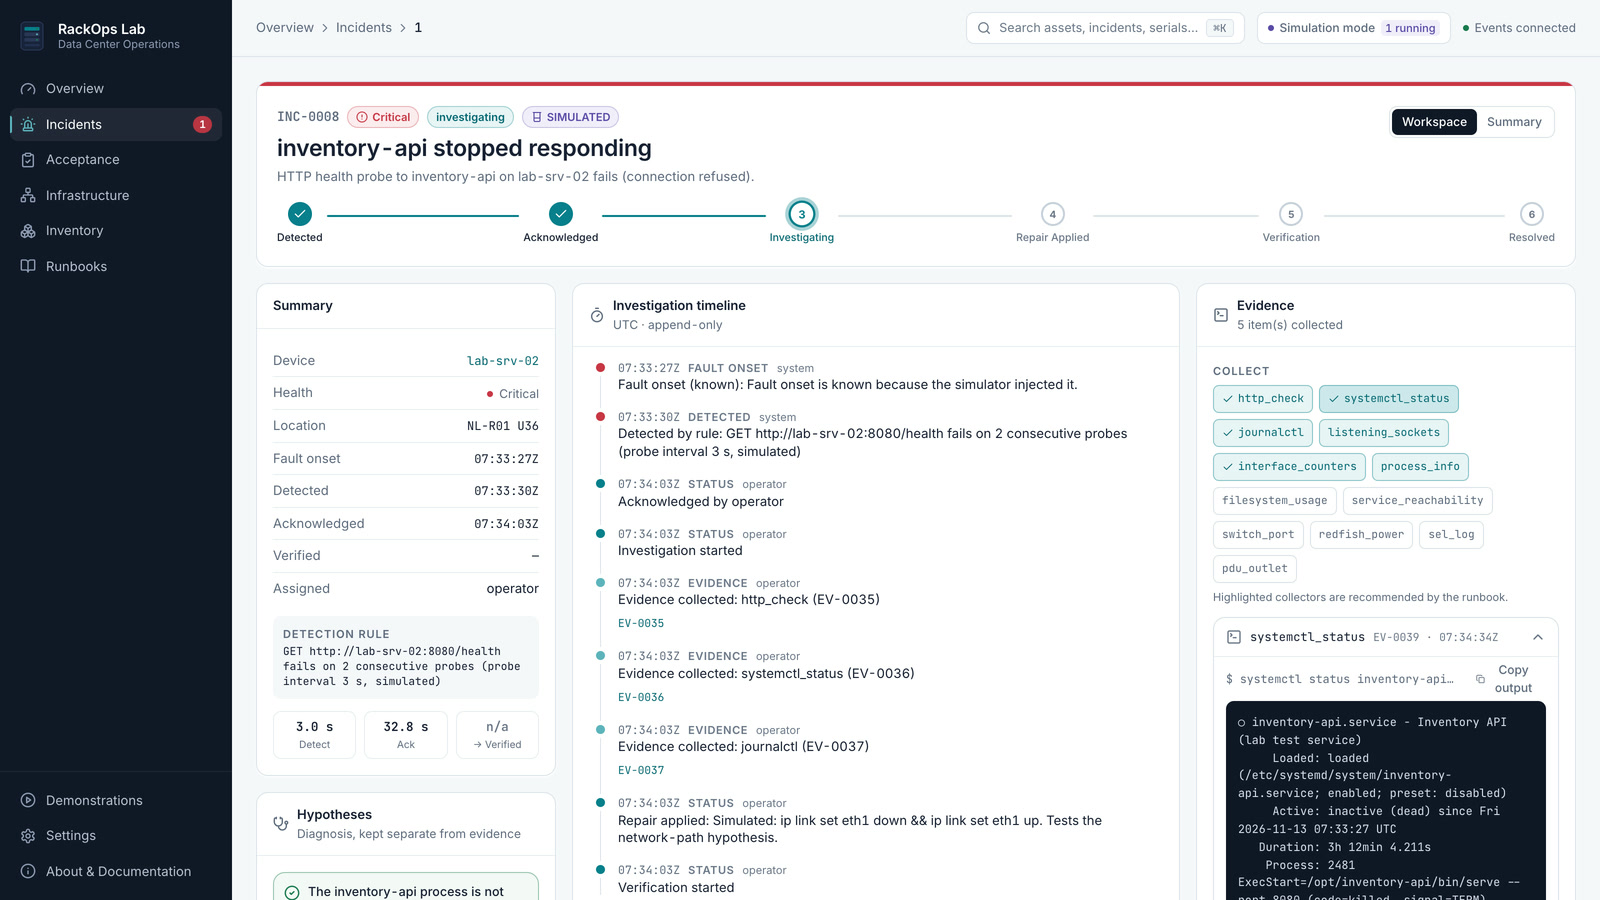 RackOps Lab
Data Center Operations
Overview
Incidents 1
Acceptance
Infrastructure
Inventory
Runbooks
Demonstrations
Settings
About & Documentation
Overview > Incidents > 1
Search assets, incidents, serials... ⌘K
Simulation mode 1 running
Events connected
INC-0008 Critical investigating SIMULATED
Workspace Summary
inventory-api stopped responding
HTTP health probe to inventory-api on lab-srv-02 fails (connection refused).
3 4 5 6
Detected Acknowledged Investigating Repair Applied Verification Resolved
Summary
Device lab-srv-02
Health Critical
Location NL-R01 U36
Fault onset 07:33:27Z
Detected 07:33:30Z
Acknowledged 07:34:03Z
Verified –
Assigned operator
DETECTION RULE
GET http://lab-srv-02:8080/health
fails on 2 consecutive probes (probe
interval 3 s, simulated)
3.0 s 32.8 s n/a
Detect Ack → Verified
Hypotheses
Diagnosis, kept separate from evidence
The inventory-api process is not
Investigation timeline
UTC · append-only
07:33:27Z FAULT ONSET system
Fault onset (known): Fault onset is known because the simulator injected it.
07:33:30Z DETECTED system
Detected by rule: GET http://lab-srv-02:8080/health fails on 2 consecutive probes
(probe interval 3 s, simulated)
07:34:03Z STATUS operator
Acknowledged by operator
07:34:03Z STATUS operator
Investigation started
07:34:03Z EVIDENCE operator
Evidence collected: http_check (EV-0035)
EV-0035
07:34:03Z EVIDENCE operator
Evidence collected: systemctl_status (EV-0036)
EV-0036
07:34:03Z EVIDENCE operator
Evidence collected: journalctl (EV-0037)
EV-0037
07:34:03Z STATUS operator
Repair applied: Simulated: ip link set eth1 down && ip link set eth1 up. Tests the
network-path hypothesis.
07:34:03Z STATUS operator
Verification started
Evidence
5 item(s) collected
COLLECT
http_check systemctl_status
journalctl listening_sockets
interface_counters process_info
filesystem_usage service_reachability
switch_port redfish_power sel_log
pdu_outlet
Highlighted collectors are recommended by the runbook.
systemctl_status EV-0039 · 07:34:34Z
$ systemctl status inventory-api… Copy output
○ inventory-api.service - Inventory API
(lab test service)
Loaded: loaded
(/etc/systemd/system/inventory-
api.service; enabled; preset: disabled)
Active: inactive (dead) since Fri
2026-11-13 07:33:27 UTC
Duration: 3h 12min 4.211s
Process: 2481
ExecStart=/opt/inventory-api/bin/serve --
port 8080 (code=killed, signal=TERM)